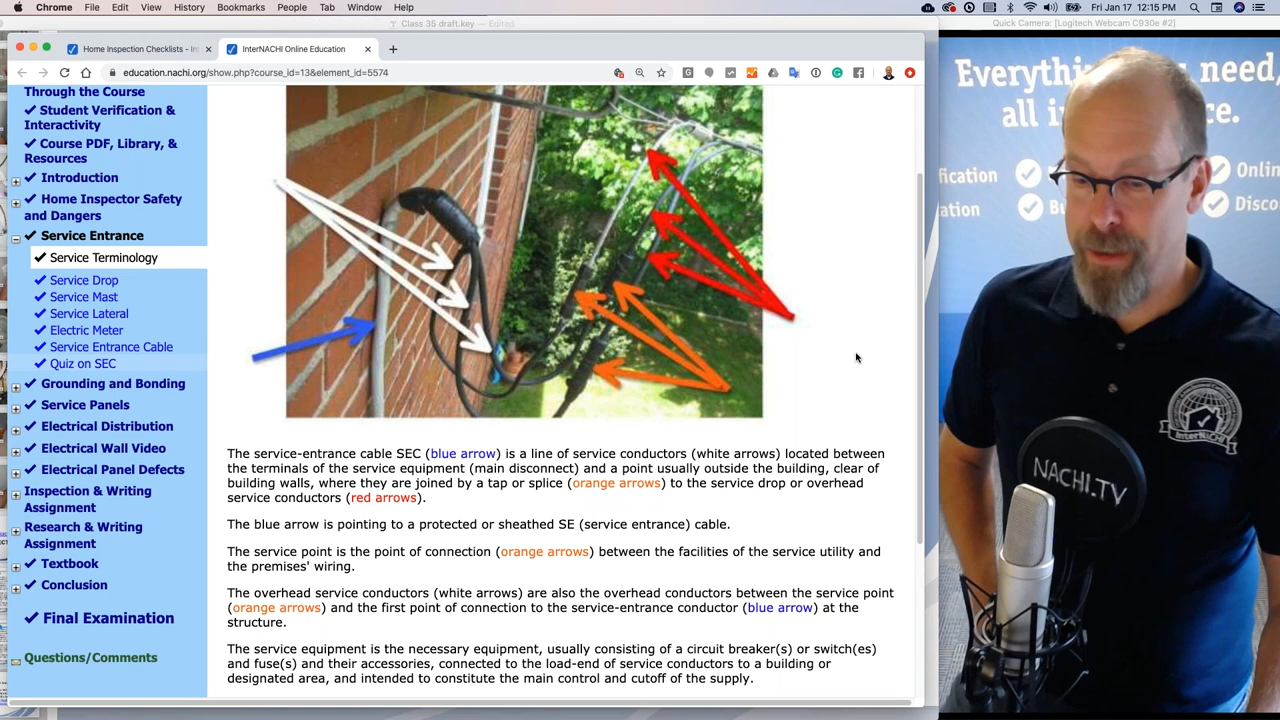 Chrome File Edit View History Bookmarks People Tab Window Help
Fri Jan 17 12:15 PM
Class 35 draft.key — Edited
Quick Camera: [Logitech Webcam C930e #2]
Home Inspection Checklists - Int
InterNACHI Online Education
education.nachi.org/show.php?course_id=13&element_id=5574
Through the Course
Student Verification &
Interactivity
Course PDF, Library, &
Resources
Introduction
Home Inspector Safety
and Dangers
Service Entrance
Service Terminology
Service Drop
Service Mast
Service Lateral
Electric Meter
Service Entrance Cable
Quiz on SEC
Grounding and Bonding
Service Panels
Electrical Distribution
Electrical Wall Video
Electrical Panel Defects
Inspection & Writing
Assignment
Research & Writing
Assignment
Textbook
Conclusion
Final Examination
Questions/Comments
The service-entrance cable SEC (blue arrow) is a line of service conductors (white arrows) located between
the terminals of the service equipment (main disconnect) and a point usually outside the building, clear of
building walls, where they are joined by a tap or splice (orange arrows) to the service drop or overhead
service conductors (red arrows).
The blue arrow is pointing to a protected or sheathed SE (service entrance) cable.
The service point is the point of connection (orange arrows) between the facilities of the service utility and
the premises' wiring.
The overhead service conductors (white arrows) are also the overhead conductors between the service point
(orange arrows) and the first point of connection to the service-entrance conductor (blue arrow) at the
structure.
The service equipment is the necessary equipment, usually consisting of a circuit breaker(s) or switch(es)
and fuse(s) and their accessories, connected to the load-end of service conductors to a building or
designated area, and intended to constitute the main control and cutoff of the supply.
Everything need,
all in ce.
fication
Onlin
ation
Bu
Disco
InterNACHI
NACHI.TV